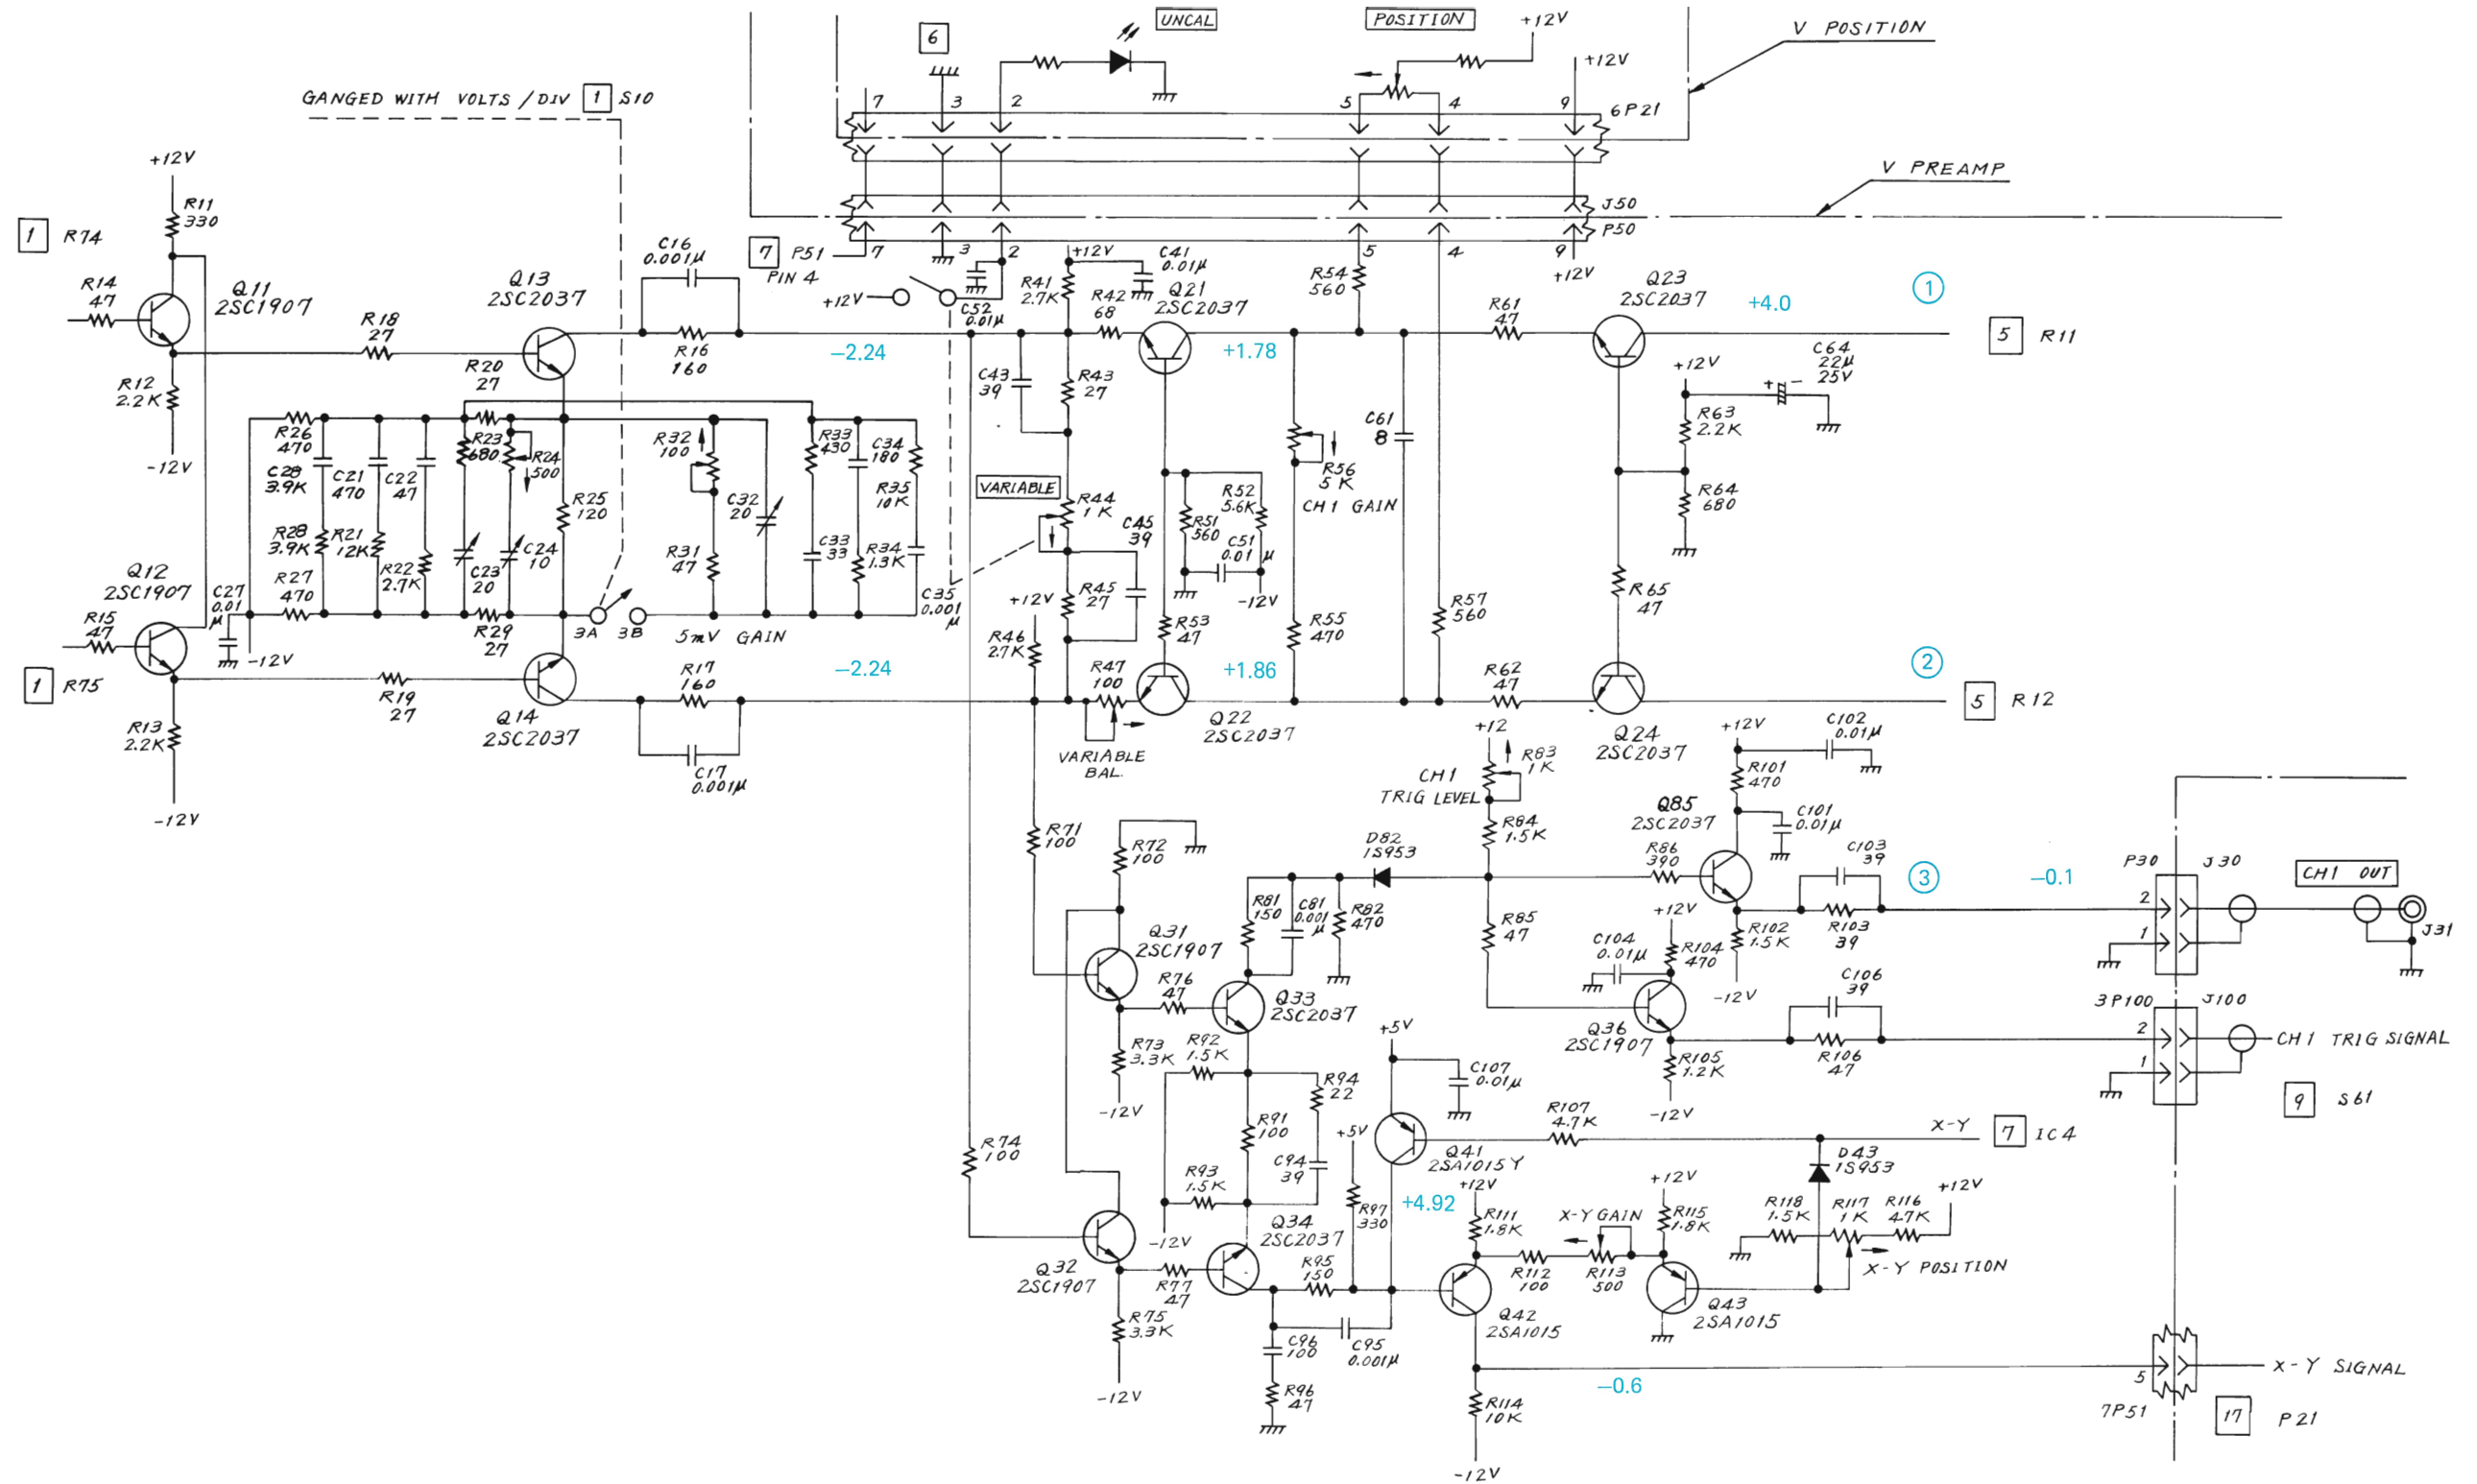 6
UNCAL
POSITION
+12V
V POSITION
+12V
GANGED WITH VOLTS / DIV 1 S10
7
3
2
5
4
9
6P21
V PREAMP
J50
P50
+12V
R11
330
1 R74
R14
47
Q11
2SC1907
R12
2.2K
-12V
R18
27
Q13
2SC2037
C16
0.001µ
R16
160
−2.24
7 P51
PIN 4
7
3
2
5
4
9
+12V
+12V
C52
0.01µ
+12V
R41
2.7K
C41
0.01µ
R42
68
Q21
2SC2037
+1.78
R54
560
R61
47
Q23
2SC2037
+4.0
1
5 R11
C64
22µ
25V
+ -
+12V
R63
2.2K
R64
680
R65
47
R20
27
R26
470
C28
3.9K
C21
470
C22
47
R23
680
R24
500
R25
120
R28
3.9K
R21
12K
R22
2.7K
C23
20
C24
10
R27
470
R29
27
C27
0.01
µ
-12V
R32
100
C32
20
R31
47
R33
430
C34
180
R35
10K
C33
33
R34
1.3K
C35
0.001
µ
3A
3B
5mV GAIN
C43
39
R43
27
VARIABLE
R44
1K
C45
39
R45
27
+12V
R46
2.7K
R51
560
R52
5.6K
C51
0.01 µ
-12V
R53
47
R56
5K
CH1 GAIN
R55
470
C61
8
R57
560
Q12
2SC1907
R15
47
1 R75
R13
2.2K
-12V
R19
27
Q14
2SC2037
R17
160
C17
0.001µ
−2.24
R47
100
VARIABLE
BAL.
Q22
2SC2037
+1.86
R62
47
Q24
2SC2037
2
5 R12
+12
R83
1K
CH1
TRIG LEVEL
R84
1.5K
+12V
C102
0.01µ
R101
470
C101
0.01µ
Q85
2SC2037
R86
390
D82
1S953
C103
39
3
−0.1
P30
J30
CH1 OUT
2
1
J31
R102
1.5K
R103
39
-12V
R71
100
R72
100
R81
150
C81
0.001
µ
R82
470
R85
47
+12V
C104
0.01µ
R104
470
Q31
2SC1907
R76
47
Q33
2SC2037
Q36
2SC1907
R105
1.2K
-12V
C106
39
R106
47
3P100
J100
2
1
CH1 TRIG SIGNAL
9 S61
R73
3.3K
-12V
R92
1.5K
R94
22
R91
100
R93
1.5K
C94
39
-12V
+5V
C107
0.01µ
R107
4.7K
X-Y 7 IC4
+5V
Q41
2SA1015Y
+4.92
R97
330
D43
1S953
R74
100
Q32
2SC1907
R77
47
Q34
2SC2037
R95
150
R75
3.3K
-12V
C96
100
C95
0.001µ
R96
47
+12V
R111
1.8K
X-Y GAIN
+12V
R115
1.8K
R118
1.5K
R117
1K
R116
4.7K
+12V
R112
100
R113
500
X-Y POSITION
Q42
2SA1015
Q43
2SA1015
−0.6
R114
10K
-12V
5
X-Y SIGNAL
7P51
17 P21